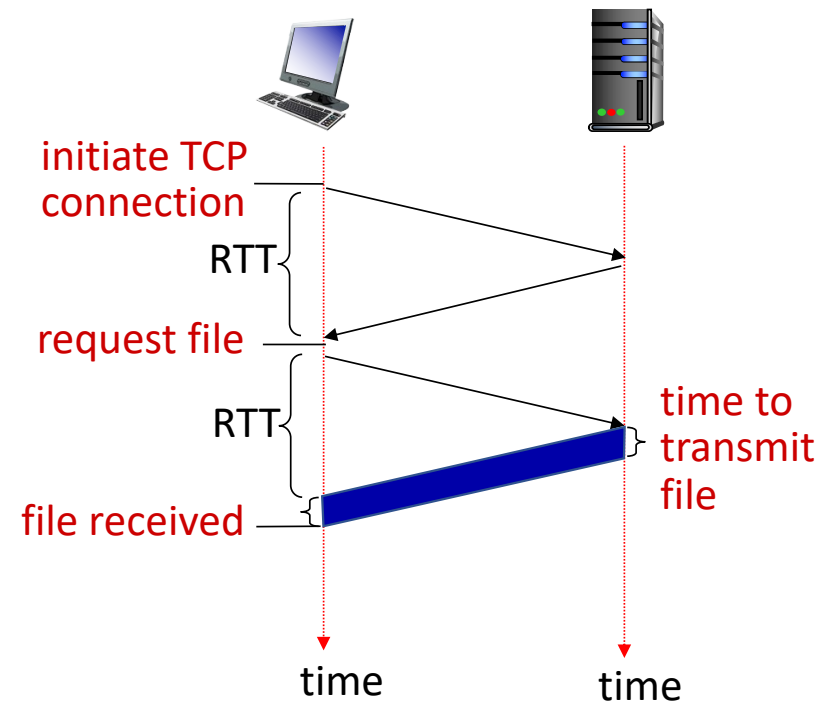 initiate TCP
connection
RTT
request file
RTT
time to
transmit
file
file received
time
time